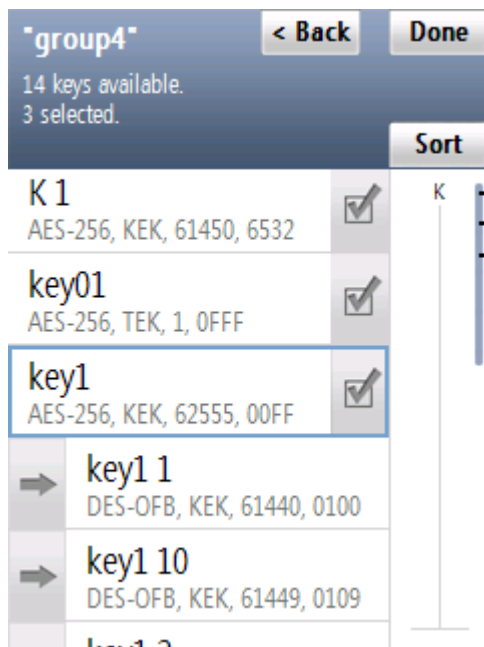 "group4"
< Back
Done
14 keys available.
3 selected.
Sort
K 1
AES-256, KEK, 61450, 6532
K
key01
AES-256, TEK, 1, 0FFF
key1
AES-256, KEK, 62555, 00FF
key1 1
DES-OFB, KEK, 61440, 0100
key1 10
DES-OFB, KEK, 61449, 0109